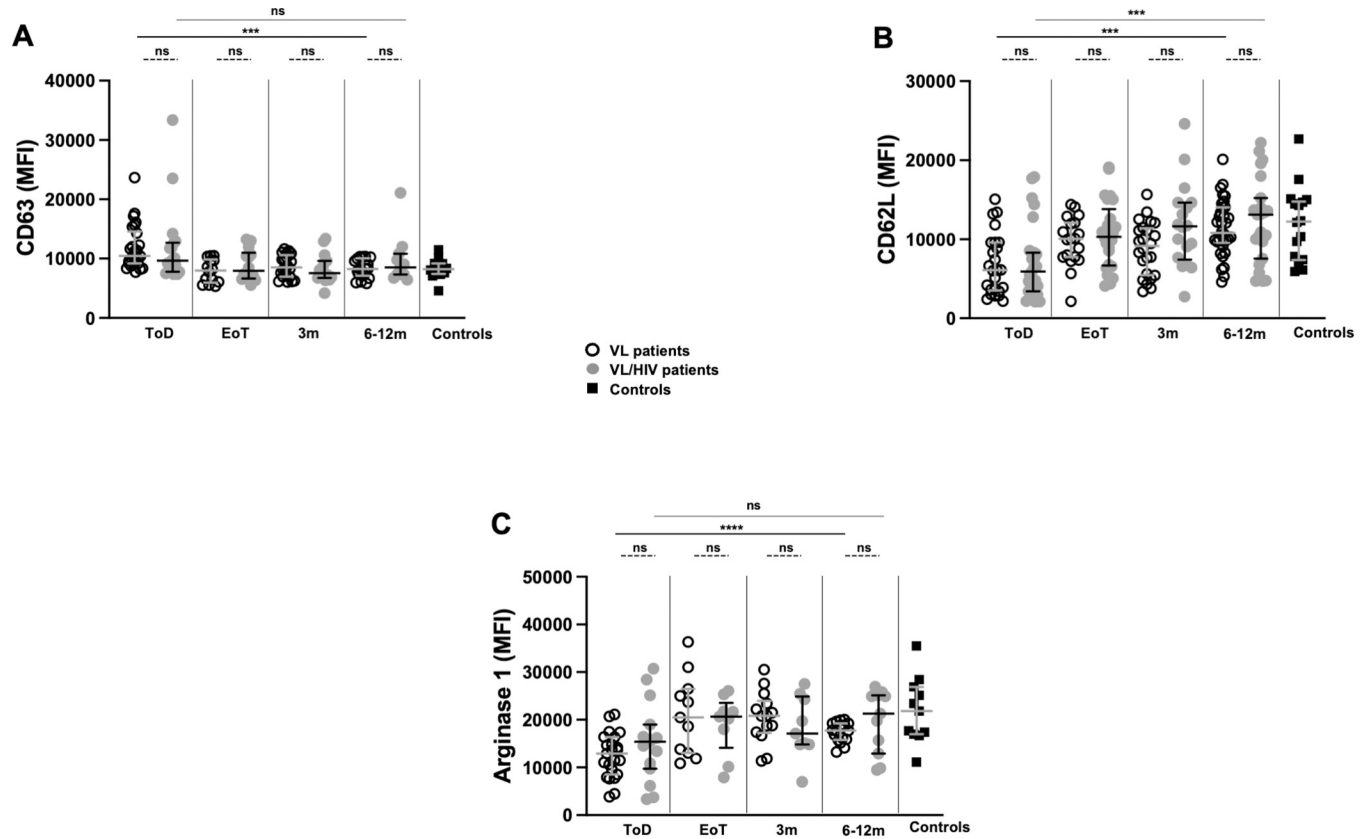 A
ns
***
ns ns ns ns
CD63 (MFI)
40000
30000
20000
10000
0
ToD EoT 3m 6-12m Controls
B
***
***
ns ns ns ns
CD62L (MFI)
30000
20000
10000
0
ToD EoT 3m 6-12m Controls
VL patients
VL/HIV patients
Controls
C
ns
****
ns ns ns ns
Arginase 1 (MFI)
50000
40000
30000
20000
10000
0
ToD EoT 3m 6-12m Controls